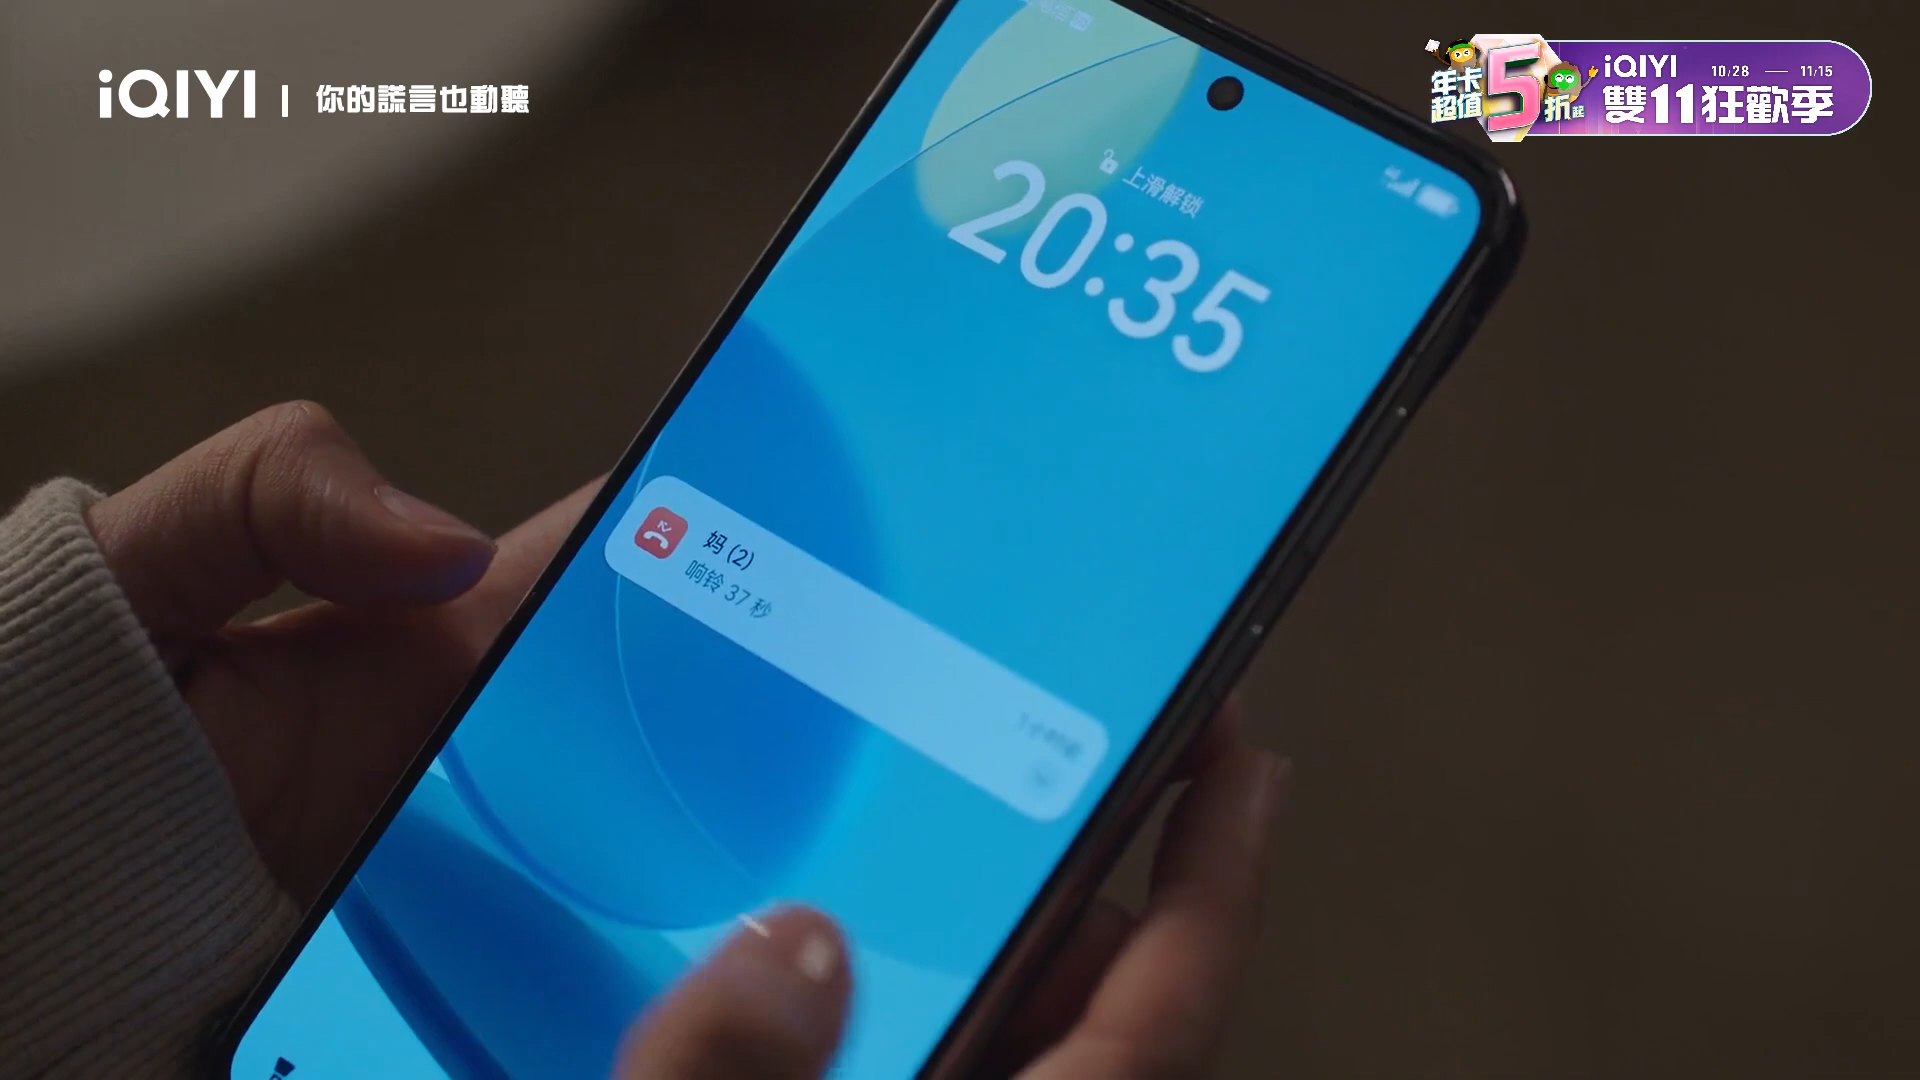 iQIYI | 你的謊言也動聽
年卡
超值
5
折起
iQIYI 10/28 — 11/15
雙11狂歡季
上滑解锁
20:35
妈 (2)
响铃 37 秒